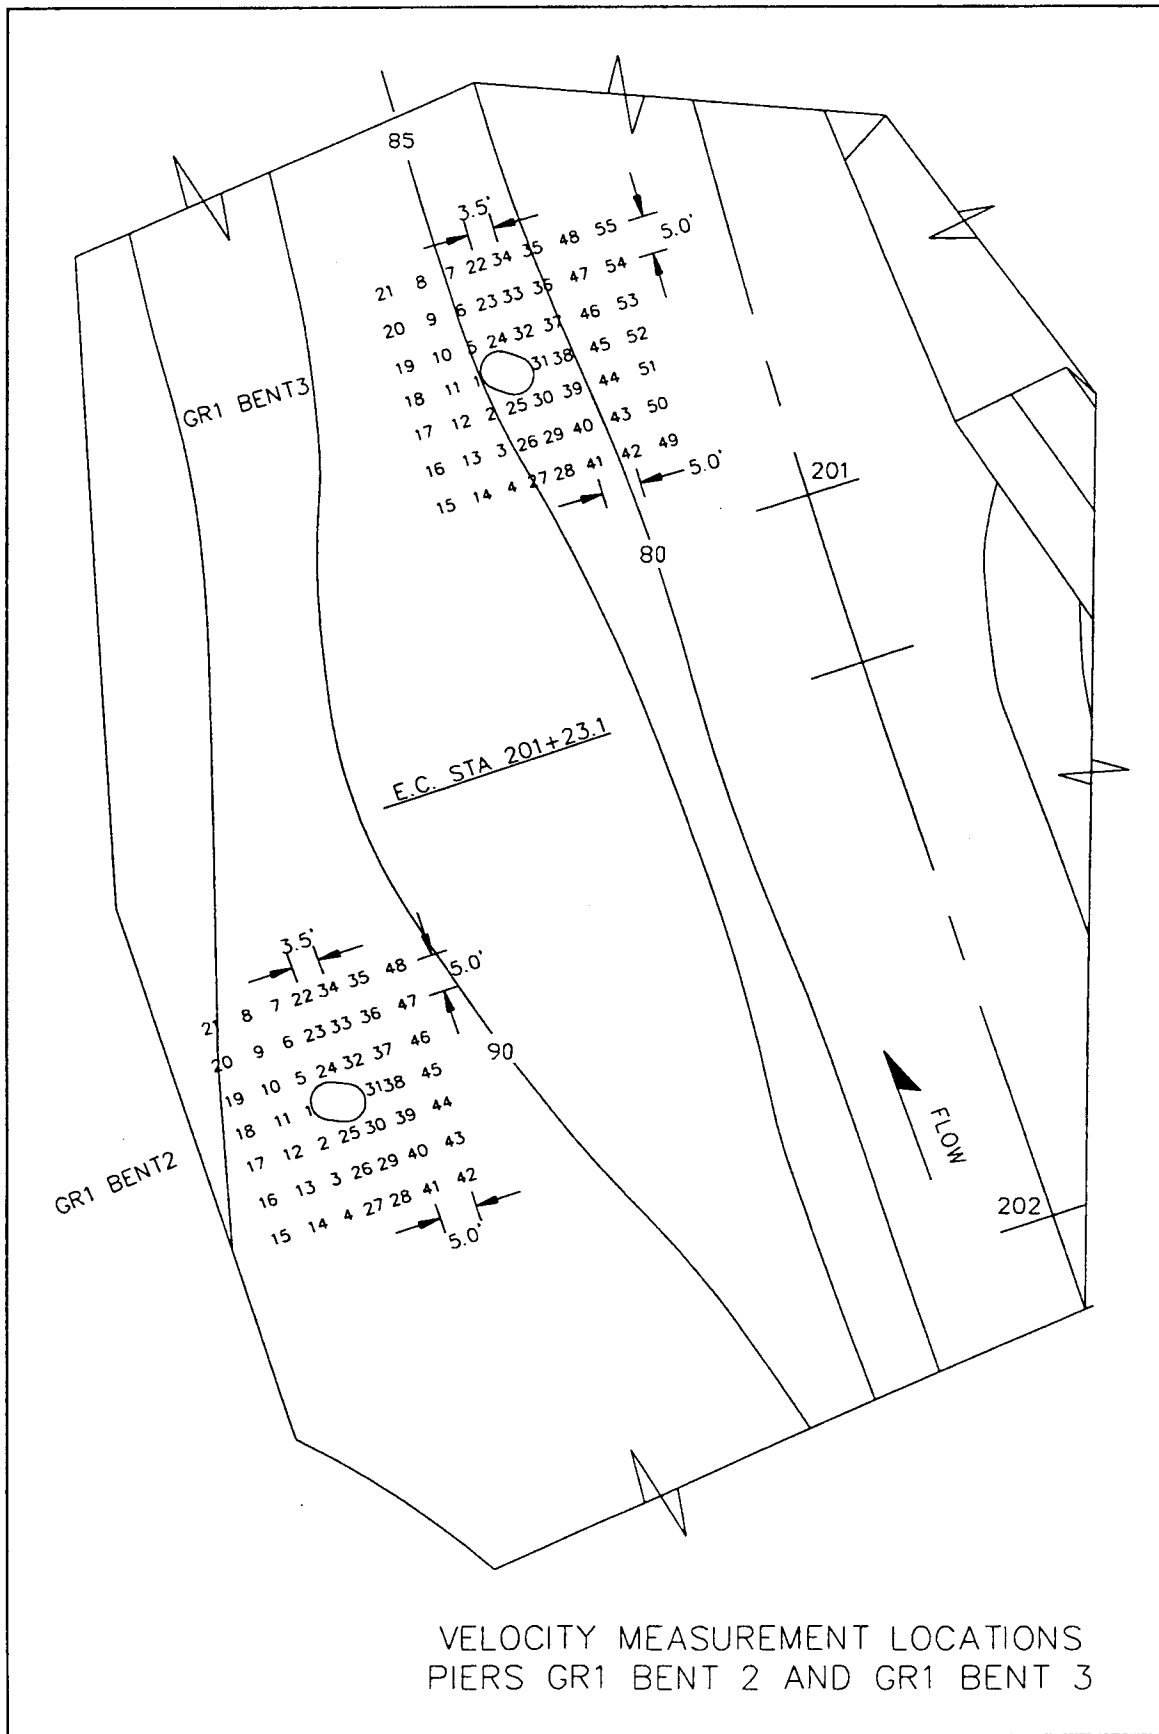 85
3.5'
21 8 7 22 34 35 48 55
5.0'
20 9 6 23 33 36 47 54
19 10 5 24 32 37 46 53
18 11 1 31 38 45 52
GR1 BENT3
17 12 2 25 30 39 44 51
16 13 3 26 29 40 43 50
15 14 4 27 28 41 42 49
5.0'
201
80
E.C. STA 201+23.1
3.5'
21 8 7 22 34 35 48
5.0'
20 9 6 23 33 36 47
19 10 5 24 32 37 46
90
18 11 1 31 38 45
17 12 2 25 30 39 44
16 13 3 26 29 40 43
15 14 4 27 28 41 42
5.0'
GR1 BENT2
FLOW
202
VELOCITY MEASUREMENT LOCATIONS
PIERS GR1 BENT 2 AND GR1 BENT 3